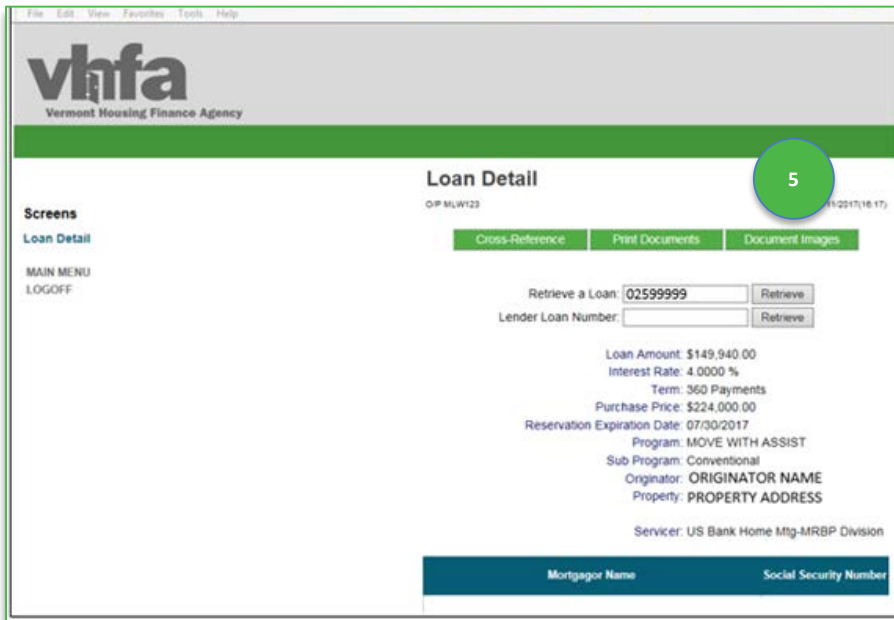 File Edit View Favorites Tools Help
vhfa
Vermont Housing Finance Agency
5
Loan Detail
O/P MLW123
11/2017(16:17)
Screens
Loan Detail
MAIN MENU
LOGOFF
Cross-Reference Print Documents Document Images
Retrieve a Loan: 02599999 Retrieve
Lender Loan Number: Retrieve
Loan Amount: $149,940.00
Interest Rate: 4.0000 %
Term: 360 Payments
Purchase Price: $224,000.00
Reservation Expiration Date: 07/30/2017
Program: MOVE WITH ASSIST
Sub Program: Conventional
Originator: ORIGINATOR NAME
Property: PROPERTY ADDRESS
Servicer: US Bank Home Mtg-MRBP Division
Mortgagor Name Social Security Number